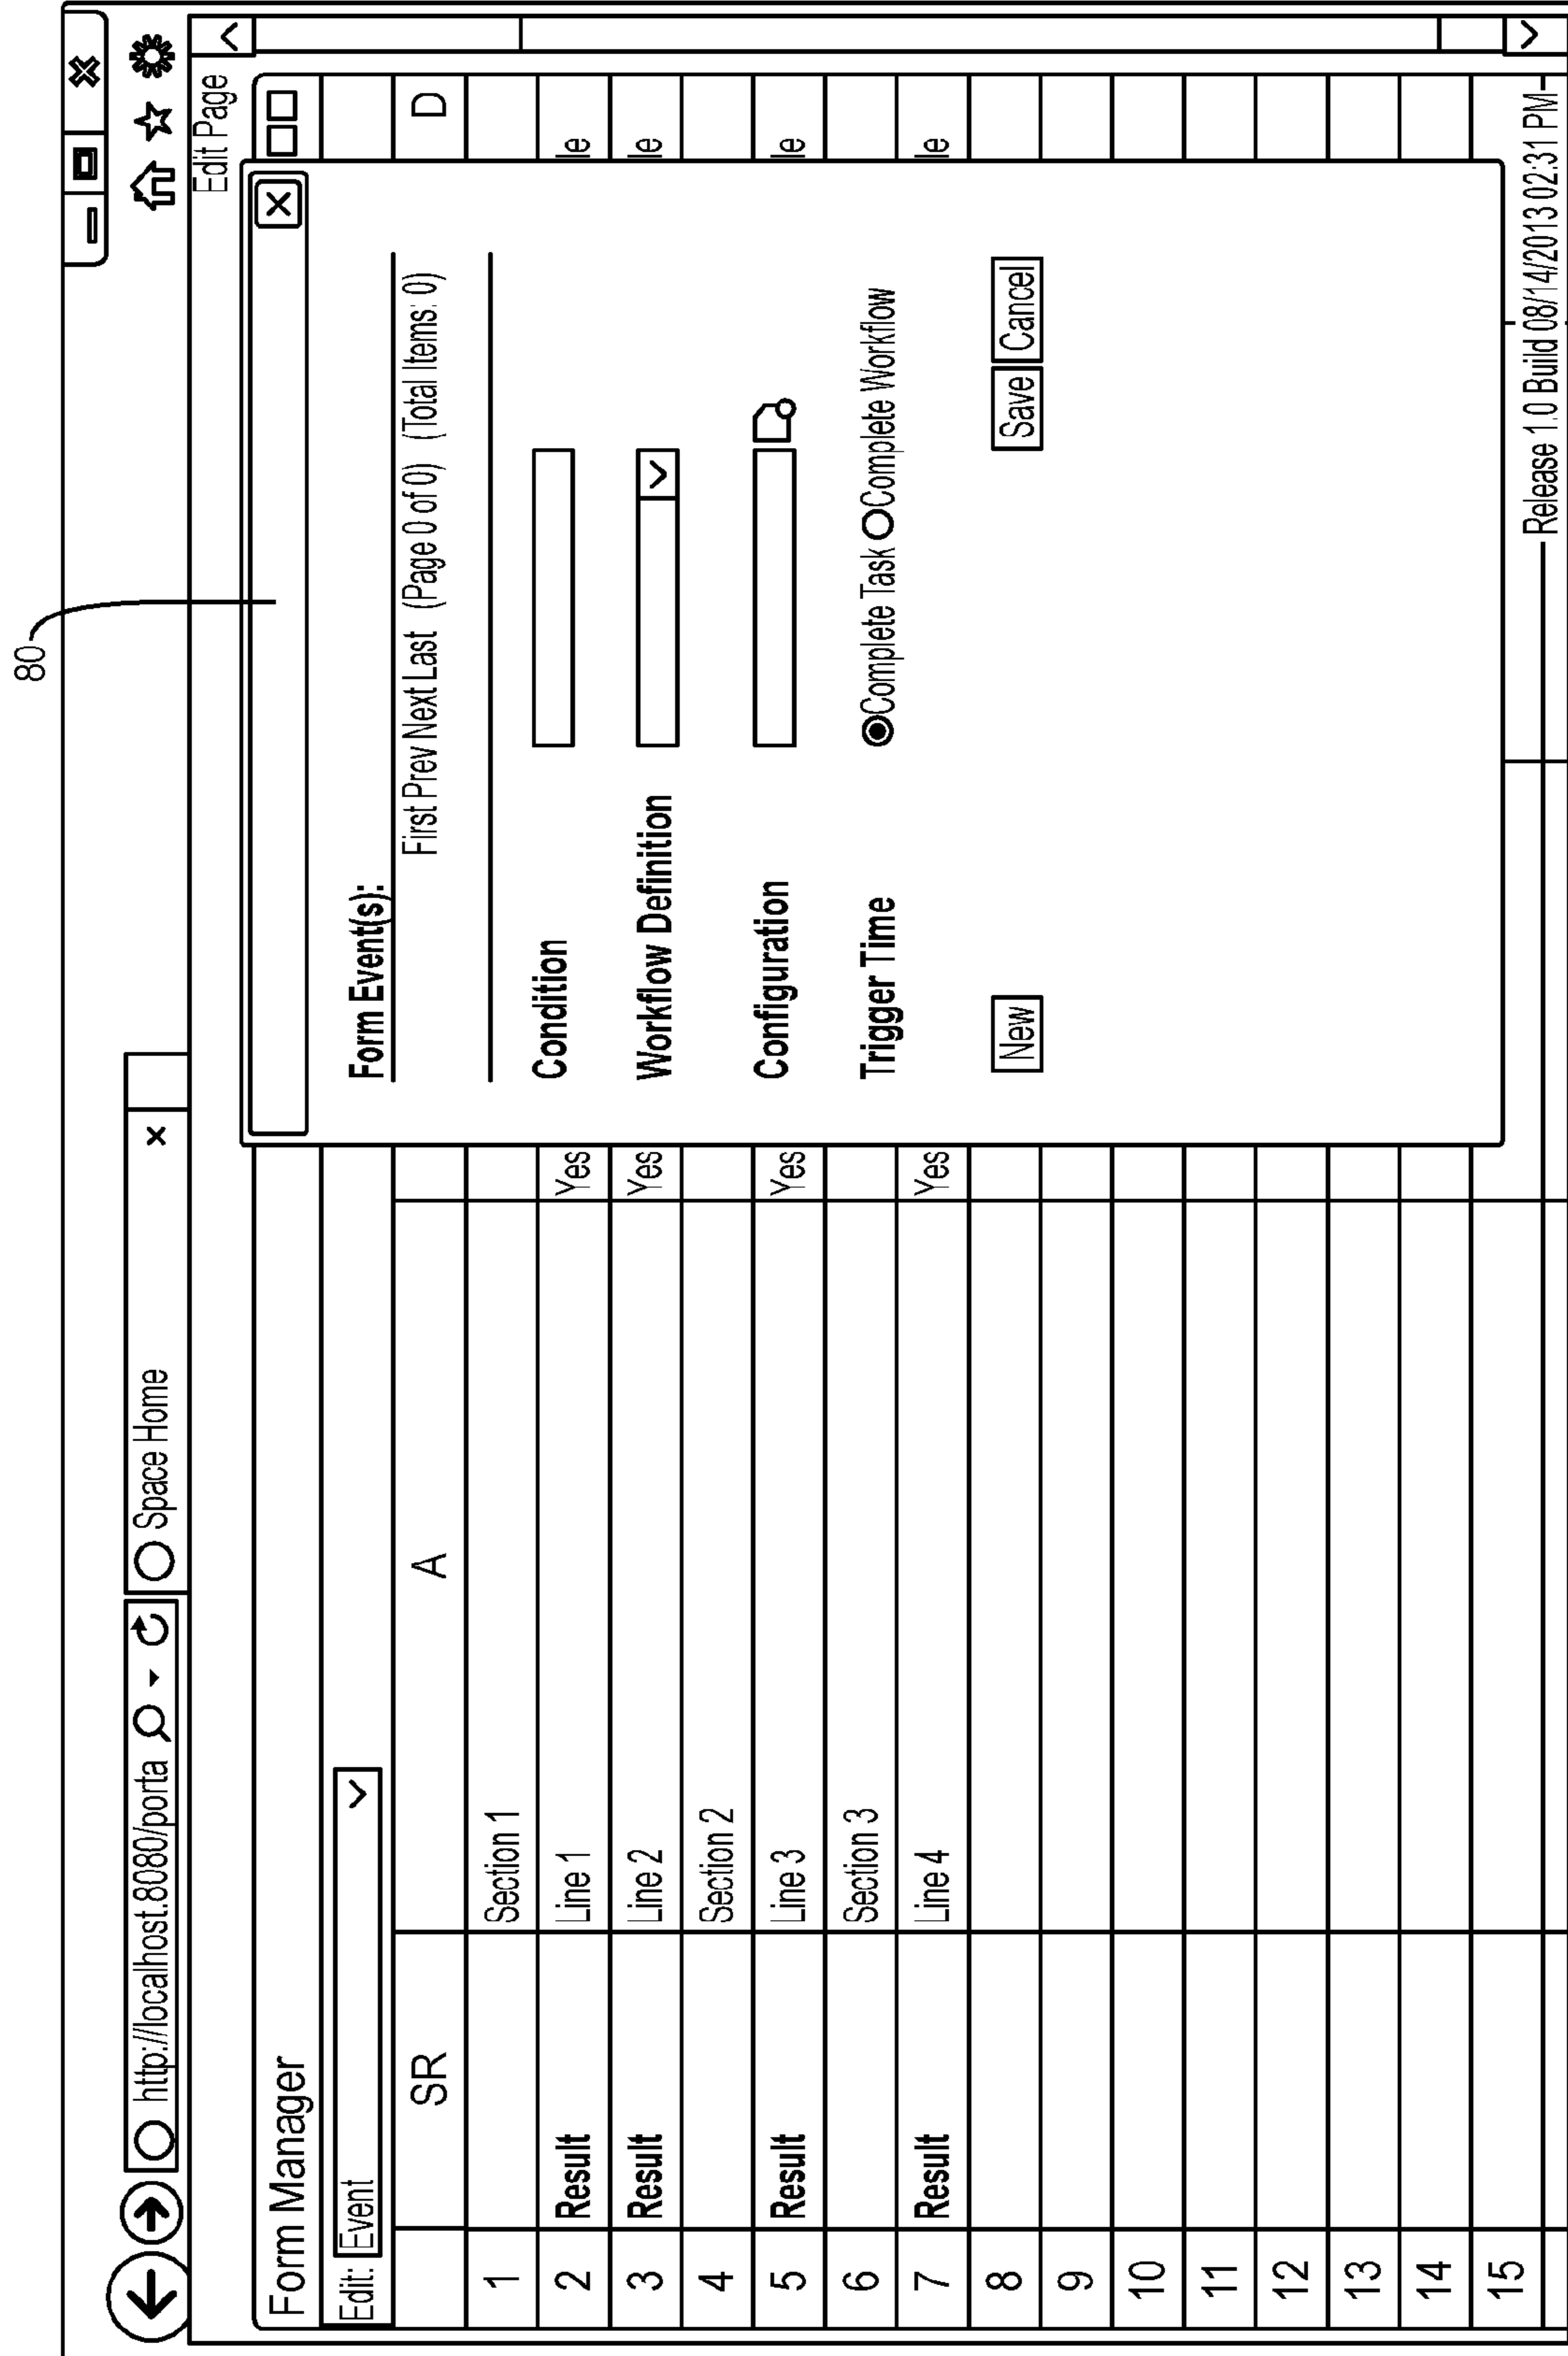 80
http://localhost.8080/porta
Space Home
Edit Page
Form Manager
Edit: Event
SR A D
1 Section 1
2 Result Line 1 Yes le
3 Result Line 2 Yes le
4 Section 2
5 Result Line 3 Yes le
6 Section 3
7 Result Line 4 Yes le
8
9
10
11
12
13
14
15
Form Event(s):
First Prev Next Last (Page 0 of 0) (Total Items: 0)
Condition
Workflow Definition
Configuration
Trigger Time Complete Task Complete Workflow
New Save Cancel
Release 1.0 Build 08/14/2013 02:31 PM